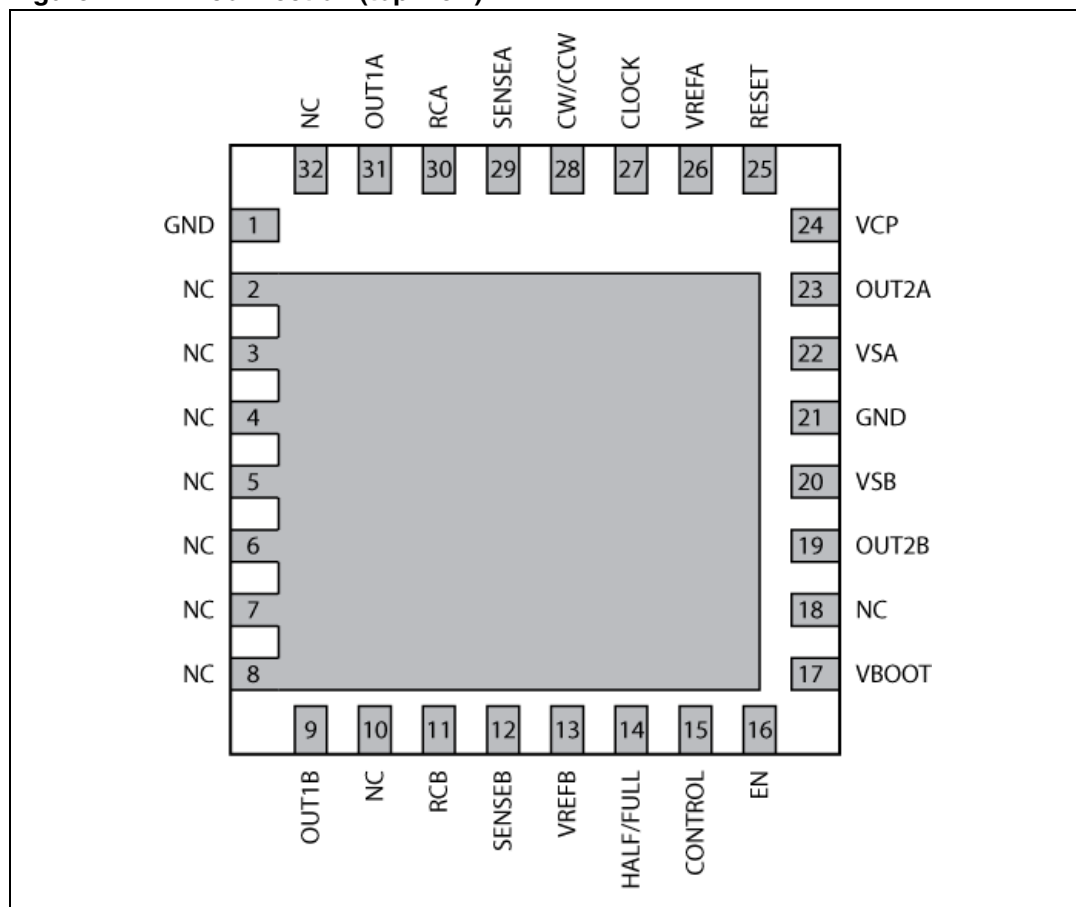 NC
OUT1A
RCA
SENSEA
CW/CCW
CLOCK
VREFA
RESET
32
31
30
29
28
27
26
25
GND 1
24 VCP
NC 2
23 OUT2A
NC 3
22 VSA
NC 4
21 GND
NC 5
20 VSB
NC 6
19 OUT2B
NC 7
18 NC
NC 8
17 VBOOT
9
10
11
12
13
14
15
16
OUT1B
NC
RCB
SENSEB
VREFB
HALF/FULL
CONTROL
EN